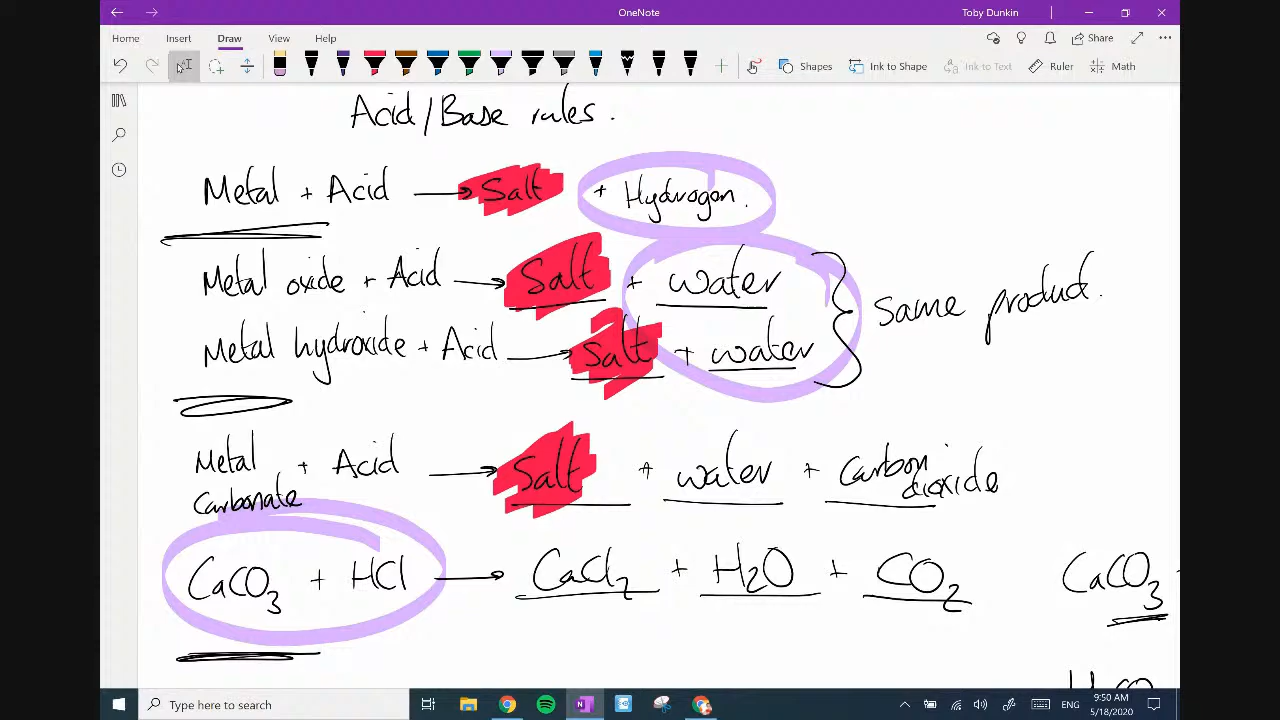 OneNote
Toby Dunkin
Home Insert Draw View Help
Share
Shapes Ink to Shape Ink to Text Ruler Math
Acid/Base rules.
Metal + Acid → Salt + Hydrogen.
Metal oxide + Acid → Salt + water
Metal hydroxide + Acid → Salt + water
same product.
Metal carbonate + Acid → Salt + water + carbon dioxide
CaCO3 + HCl → CaCl2 + H2O + CO2
CaCO3
Type here to search
ENG
9:50 AM
5/18/2020